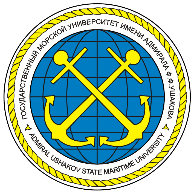 ГОСУДАРСТВЕННЫЙ МОРСКОЙ УНИВЕРСИТЕТ ИМЕНИ АДМИРАЛА Ф.Ф.УШАКОВА
ADMIRAL USHAKOV STATE MARITIME UNIVERSITY